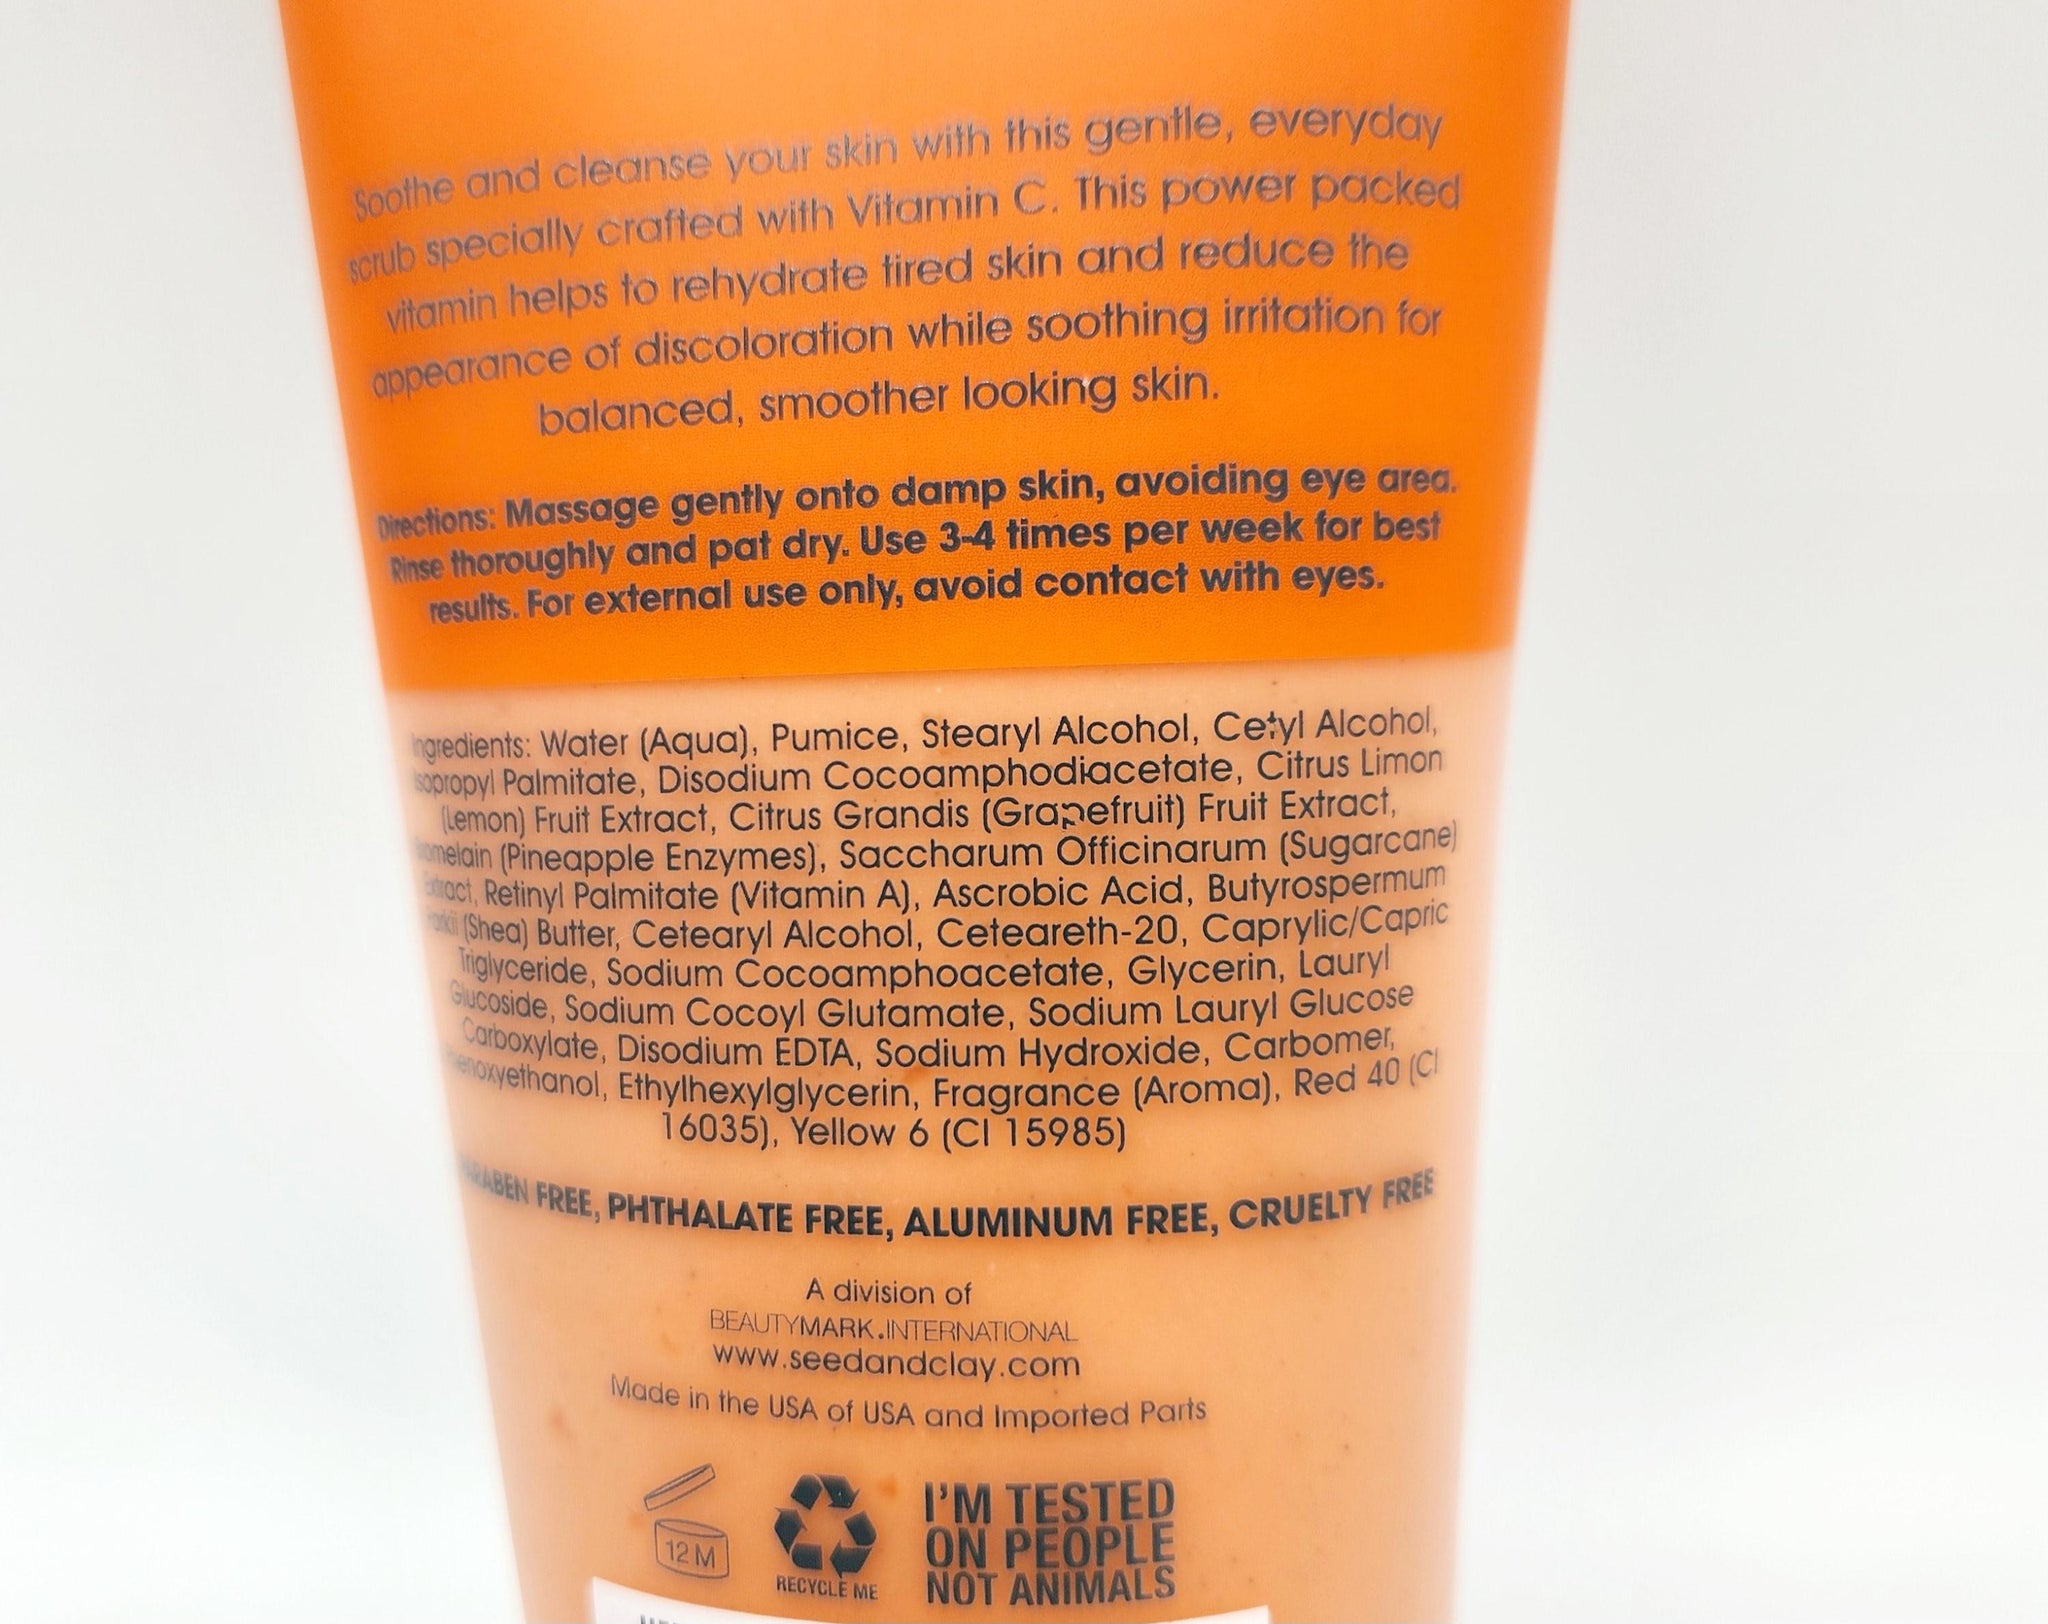 Soothe and cleanse your skin with this gentle, everyday
scrub specially crafted with Vitamin C. This power packed
vitamin helps to rehydrate tired skin and reduce the
appearance of discoloration while soothing irritation for
balanced, smoother looking skin.
Directions: Massage gently onto damp skin, avoiding eye area.
Rinse thoroughly and pat dry. Use 3-4 times per week for best
results. For external use only, avoid contact with eyes.
Ingredients: Water (Aqua), Pumice, Stearyl Alcohol, Cetyl Alcohol,
Isopropyl Palmitate, Disodium Cocoamphodiacetate, Citrus Limon
(Lemon) Fruit Extract, Citrus Grandis (Grapefruit) Fruit Extract,
Bromelain (Pineapple Enzymes), Saccharum Officinarum (Sugarcane)
Extract, Retinyl Palmitate (Vitamin A), Ascrobic Acid, Butyrospermum
Parkii (Shea) Butter, Cetearyl Alcohol, Ceteareth-20, Caprylic/Capric
Triglyceride, Sodium Cocoamphoacetate, Glycerin, Lauryl
Glucoside, Sodium Cocoyl Glutamate, Sodium Lauryl Glucose
Carboxylate, Disodium EDTA, Sodium Hydroxide, Carbomer,
Phenoxyethanol, Ethylhexylglycerin, Fragrance (Aroma), Red 40 (CI
16035), Yellow 6 (CI 15985)
PARABEN FREE, PHTHALATE FREE, ALUMINUM FREE, CRUELTY FREE
A division of
BEAUTYMARK.INTERNATIONAL
www.seedandclay.com
Made in the USA of USA and Imported Parts
12M
RECYCLE ME
I'M TESTED
ON PEOPLE
NOT ANIMALS